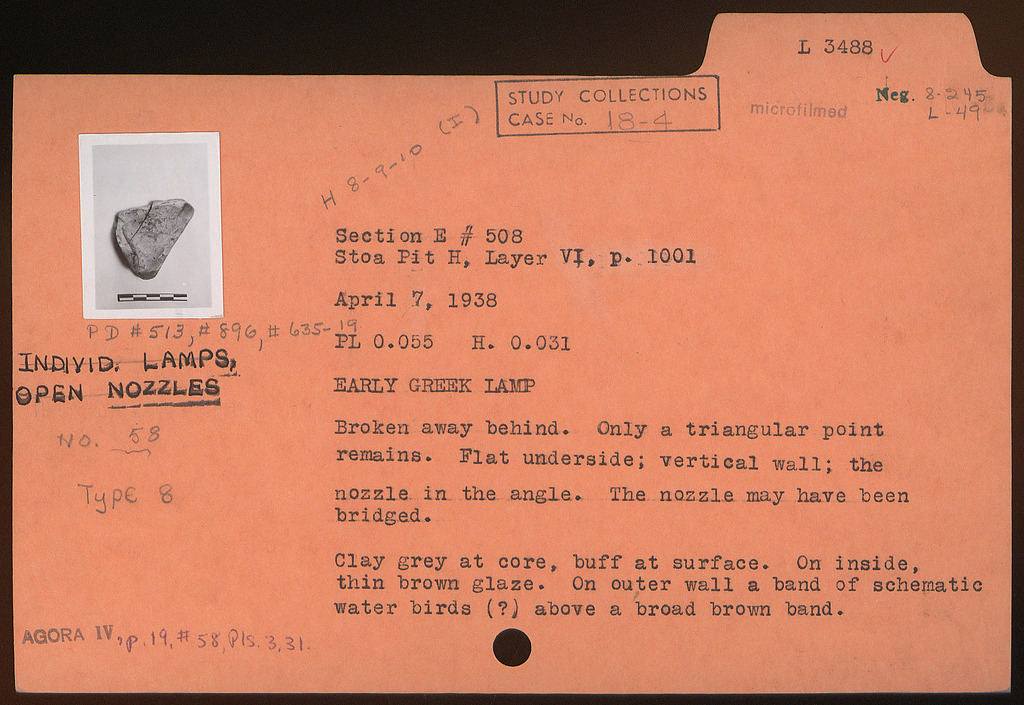 L 3488
Neg. 8-245
L-49
microfilmed
STUDY COLLECTIONS
CASE No. 18-4
H 8-9-10 (I)
Section E # 508
Stoa Pit H, Layer VI, p. 1001
April 7, 1938
PD #513, #896, #635-19
PL 0.055 H. 0.031
INDIVID. LAMPS,
OPEN NOZZLES
EARLY GREEK LAMP
NO. 58
TYPE 8
Broken away behind. Only a triangular point
remains. Flat underside; vertical wall; the
nozzle in the angle. The nozzle may have been
bridged.
Clay grey at core, buff at surface. On inside,
thin brown glaze. On outer wall a band of schematic
water birds (?) above a broad brown band.
AGORA IV, p.19, #58, Pls. 3,31.